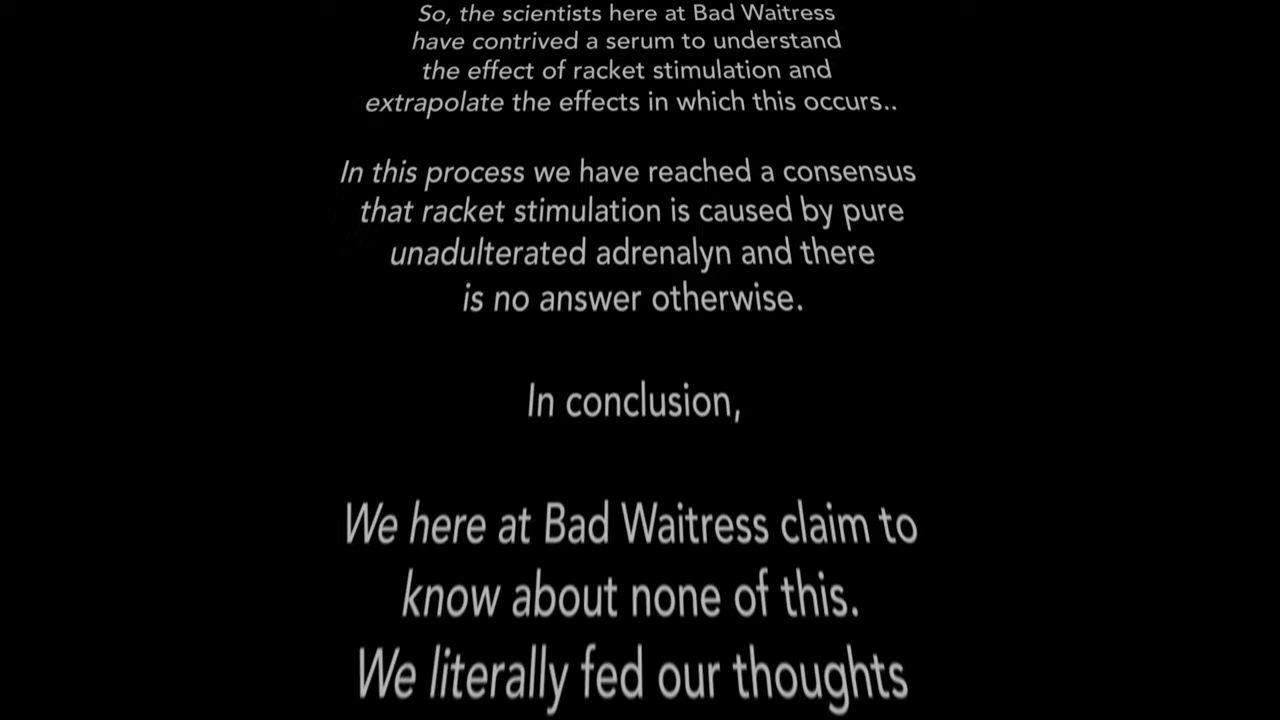 So, the scientists here at Bad Waitress
have contrived a serum to understand
the effect of racket stimulation and
extrapolate the effects in which this occurs..
In this process we have reached a consensus
that racket stimulation is caused by pure
unadulterated adrenalyn and there
is no answer otherwise.
In conclusion,
We here at Bad Waitress claim to
know about none of this.
We literally fed our thoughts